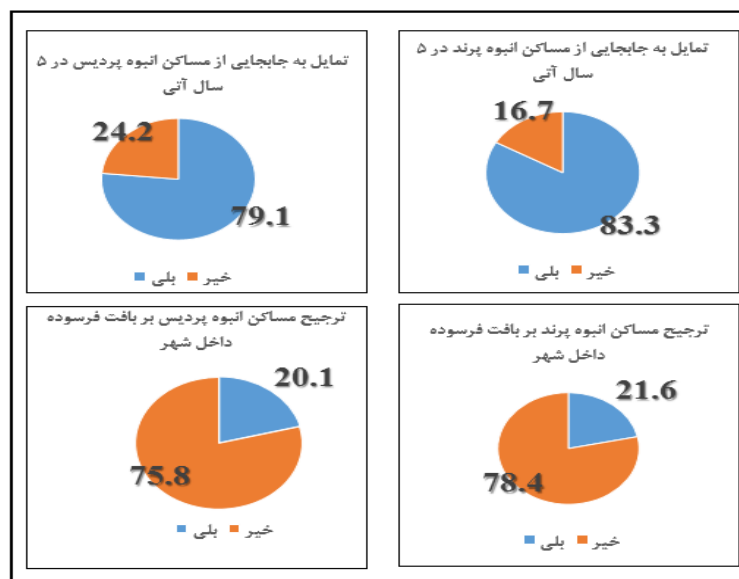 تمایل به جابجایی از مساکن انبوه پرند در ۵
سال آتی
16.7
83.3
بلی خیر
تمایل به جابجایی از مساکن انبوه پردیس در ۵
سال آتی
24.2
79.1
بلی خیر
ترجیح مساکن انبوه پرند بر بافت فرسوده
داخل شهر
21.6
78.4
بلی خیر
ترجیح مساکن انبوه پردیس بر بافت فرسوده
داخل شهر
20.1
75.8
بلی خیر